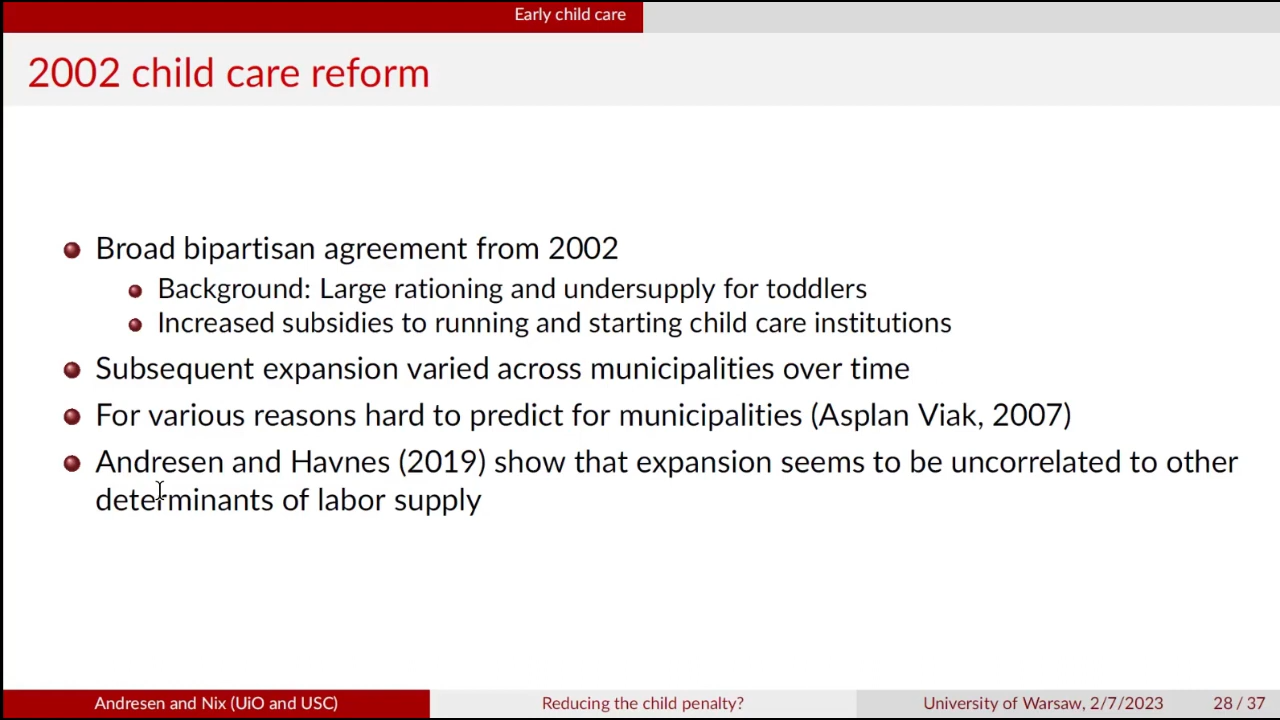 Early child care
2002 child care reform
Broad bipartisan agreement from 2002
Background: Large rationing and undersupply for toddlers
Increased subsidies to running and starting child care institutions
Subsequent expansion varied across municipalities over time
For various reasons hard to predict for municipalities (Asplan Viak, 2007)
Andresen and Havnes (2019) show that expansion seems to be uncorrelated to other
determinants of labor supply
Andresen and Nix (UiO and USC)
Reducing the child penalty?
University of Warsaw, 2/7/2023
28 / 37